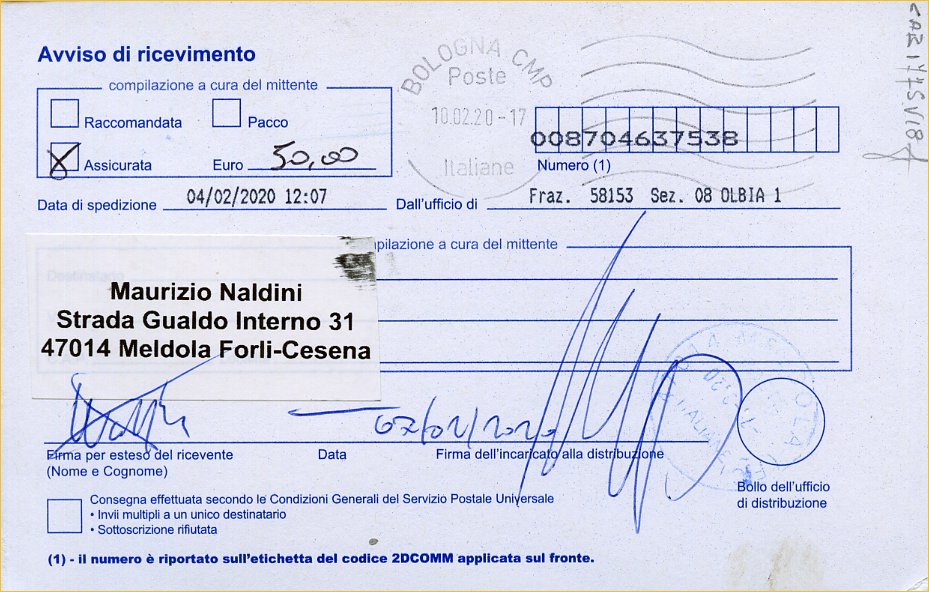 Avviso di ricevimento
compilazione a cura del mittente
Raccomandata
Pacco
Assicurata
Euro 50,00
BOLOGNA CMP
Poste
10.02.20-17
Italiane
008704637538
Numero (1)
Data di spedizione 04/02/2020 12:07
Dall'ufficio di Fraz. 58153 Sez. 08 OLBIA 1
pilazione a cura del mittente
Destinatario
Maurizio Naldini
Strada Gualdo Interno 31
47014 Meldola Forli-Cesena
07/02/2020
Firma per esteso del ricevente
(Nome e Cognome)
Data
Firma dell'incaricato alla distribuzione
Bollo dell'ufficio
di distribuzione
Consegna effettuata secondo le Condizioni Generali del Servizio Postale Universale
• Invii multipli a un unico destinatario
• Sottoscrizione rifiutata
(1) - il numero è riportato sull'etichetta del codice 2DCOMM applicata sul fronte.